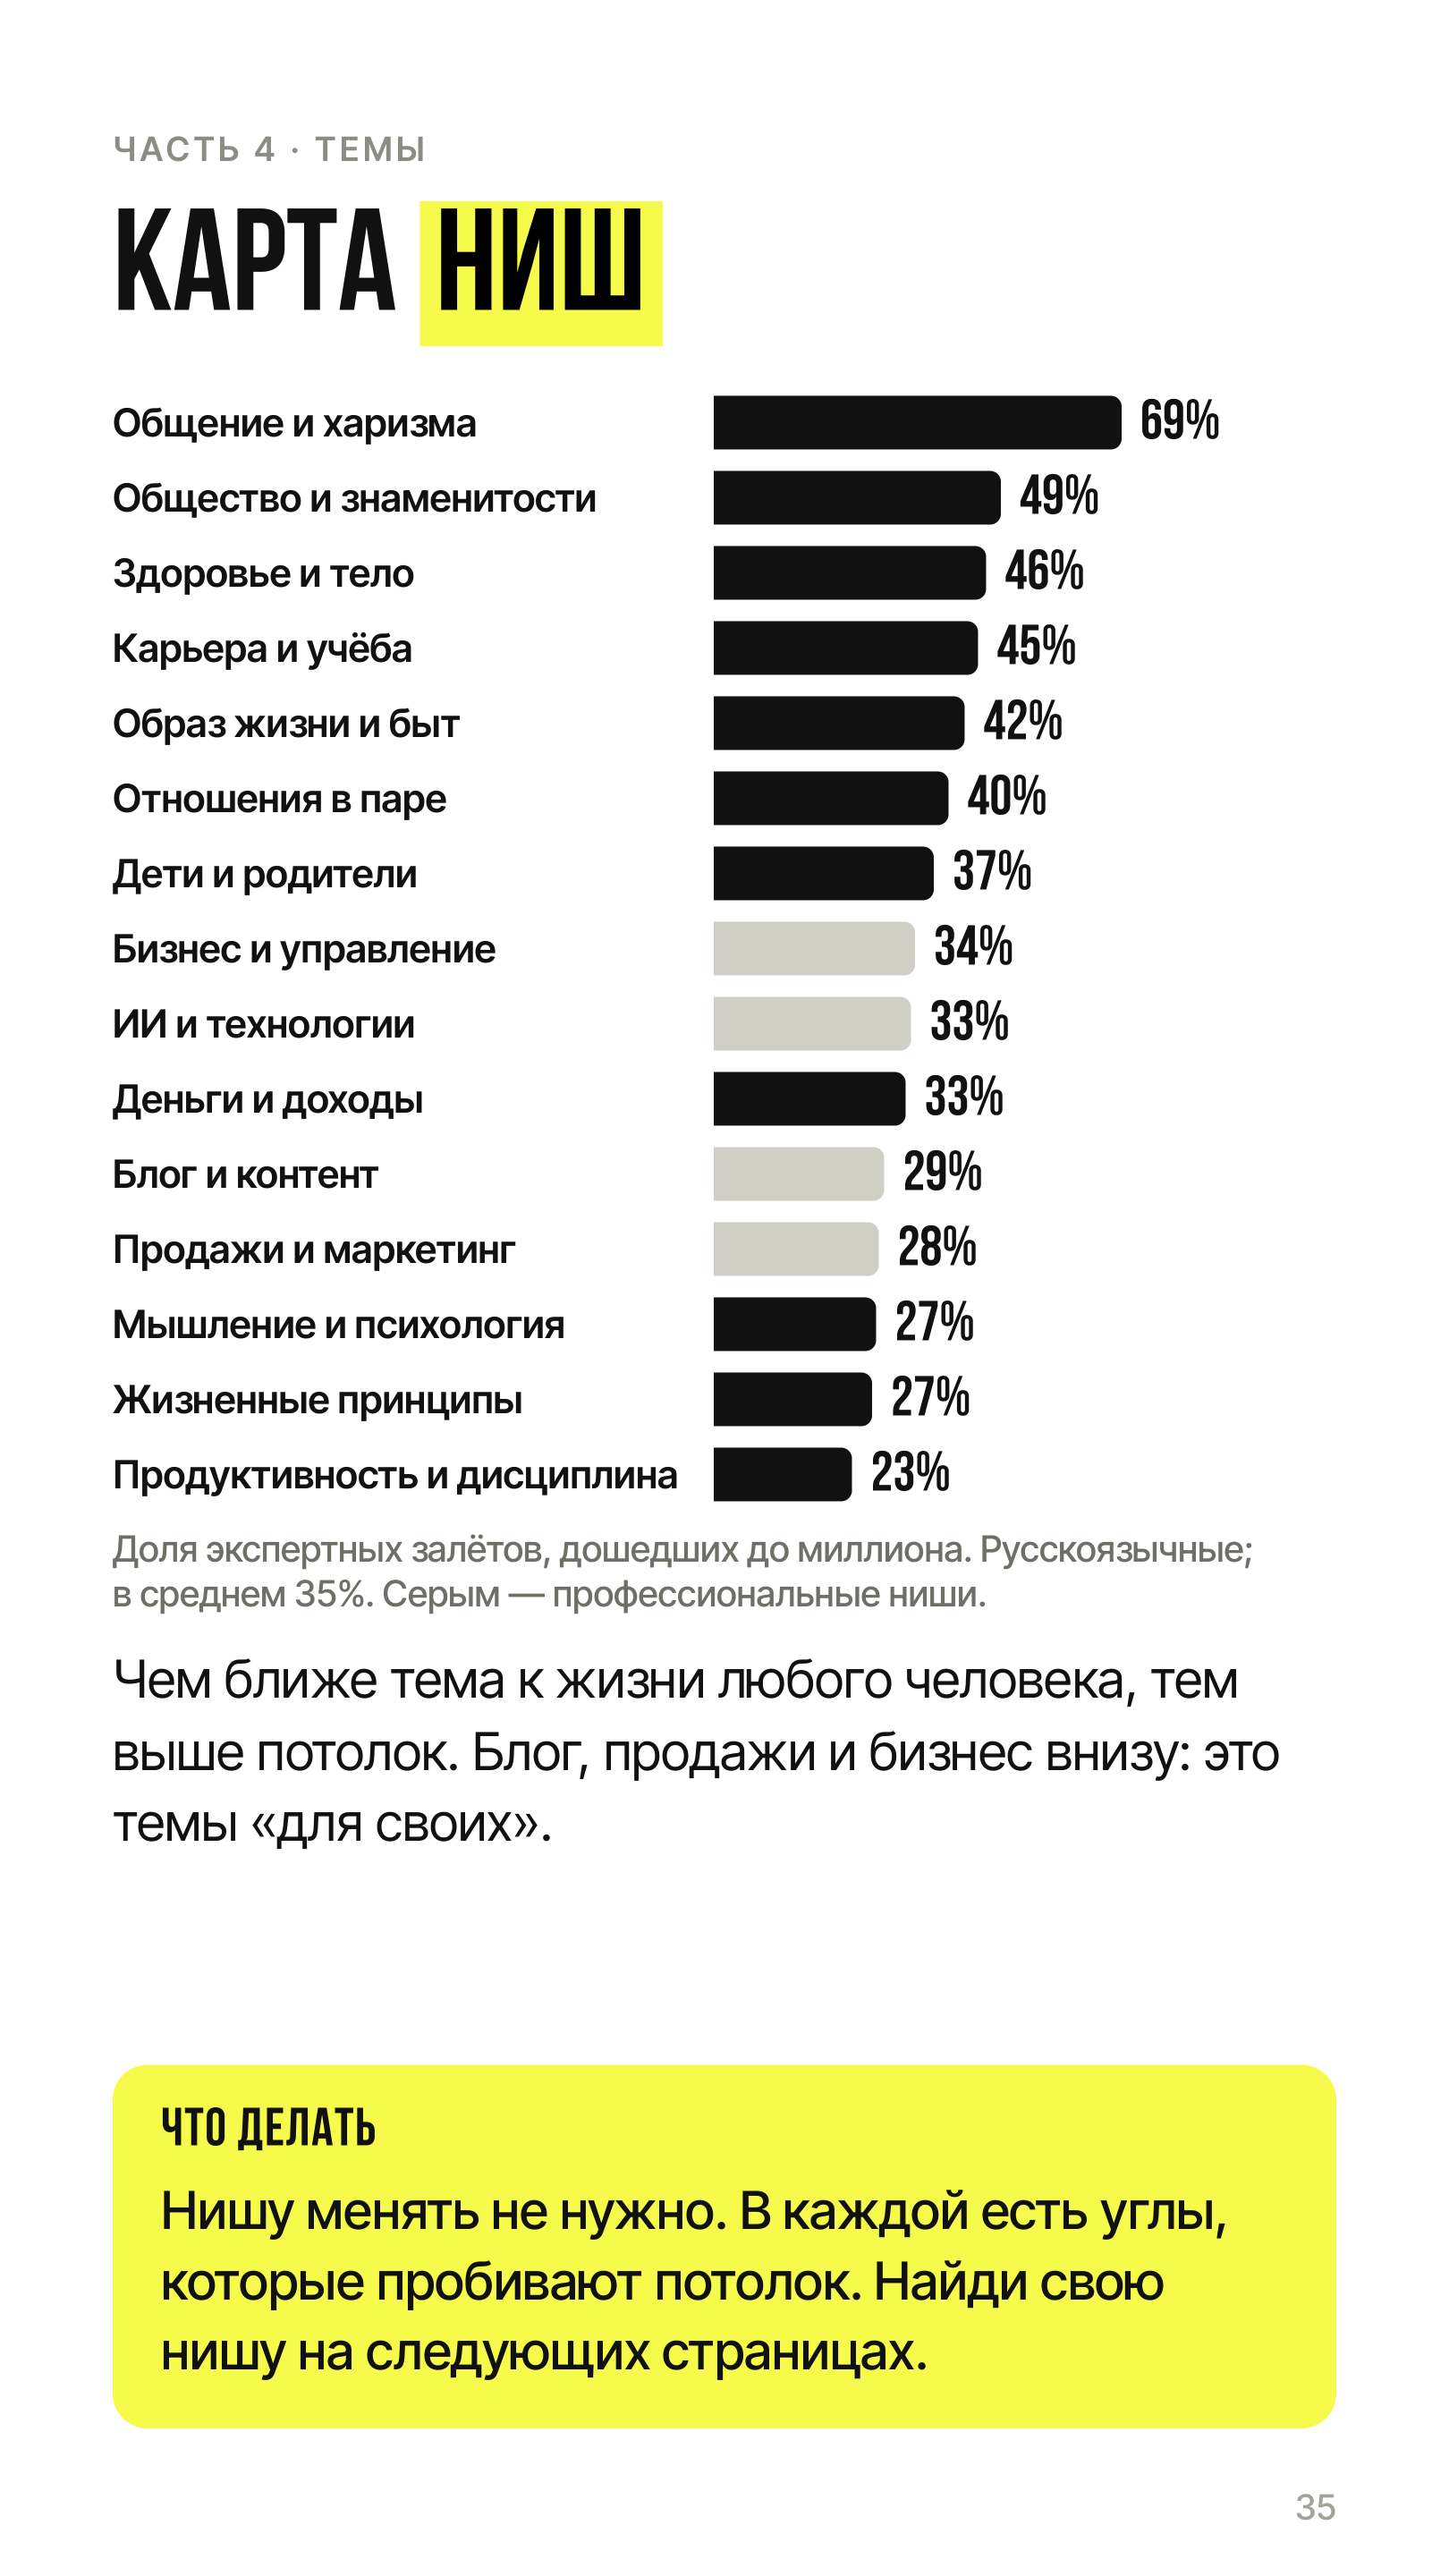 ЧАСТЬ 4 · ТЕМЫ
КАРТА НИШ
Общение и харизма 69%
Общество и знаменитости 49%
Здоровье и тело 46%
Карьера и учёба 45%
Образ жизни и быт 42%
Отношения в паре 40%
Дети и родители 37%
Бизнес и управление 34%
ИИ и технологии 33%
Деньги и доходы 33%
Блог и контент 29%
Продажи и маркетинг 28%
Мышление и психология 27%
Жизненные принципы 27%
Продуктивность и дисциплина 23%
Доля экспертных залётов, дошедших до миллиона. Русскоязычные;
в среднем 35%. Серым — профессиональные ниши.
Чем ближе тема к жизни любого человека, тем
выше потолок. Блог, продажи и бизнес внизу: это
темы «для своих».
ЧТО ДЕЛАТЬ
Нишу менять не нужно. В каждой есть углы,
которые пробивают потолок. Найди свою
нишу на следующих страницах.
35